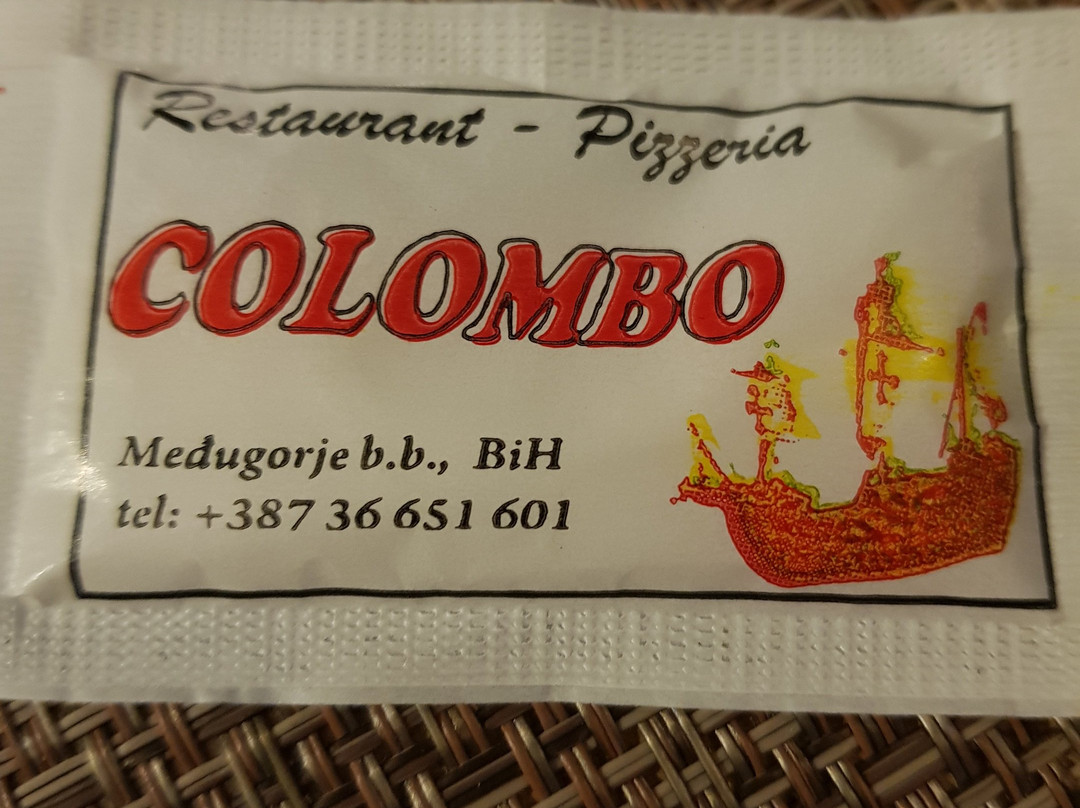 Restaurant - Pizzeria
COLOMBO
Međugorje b.b., BiH
tel: +387 36 651 601